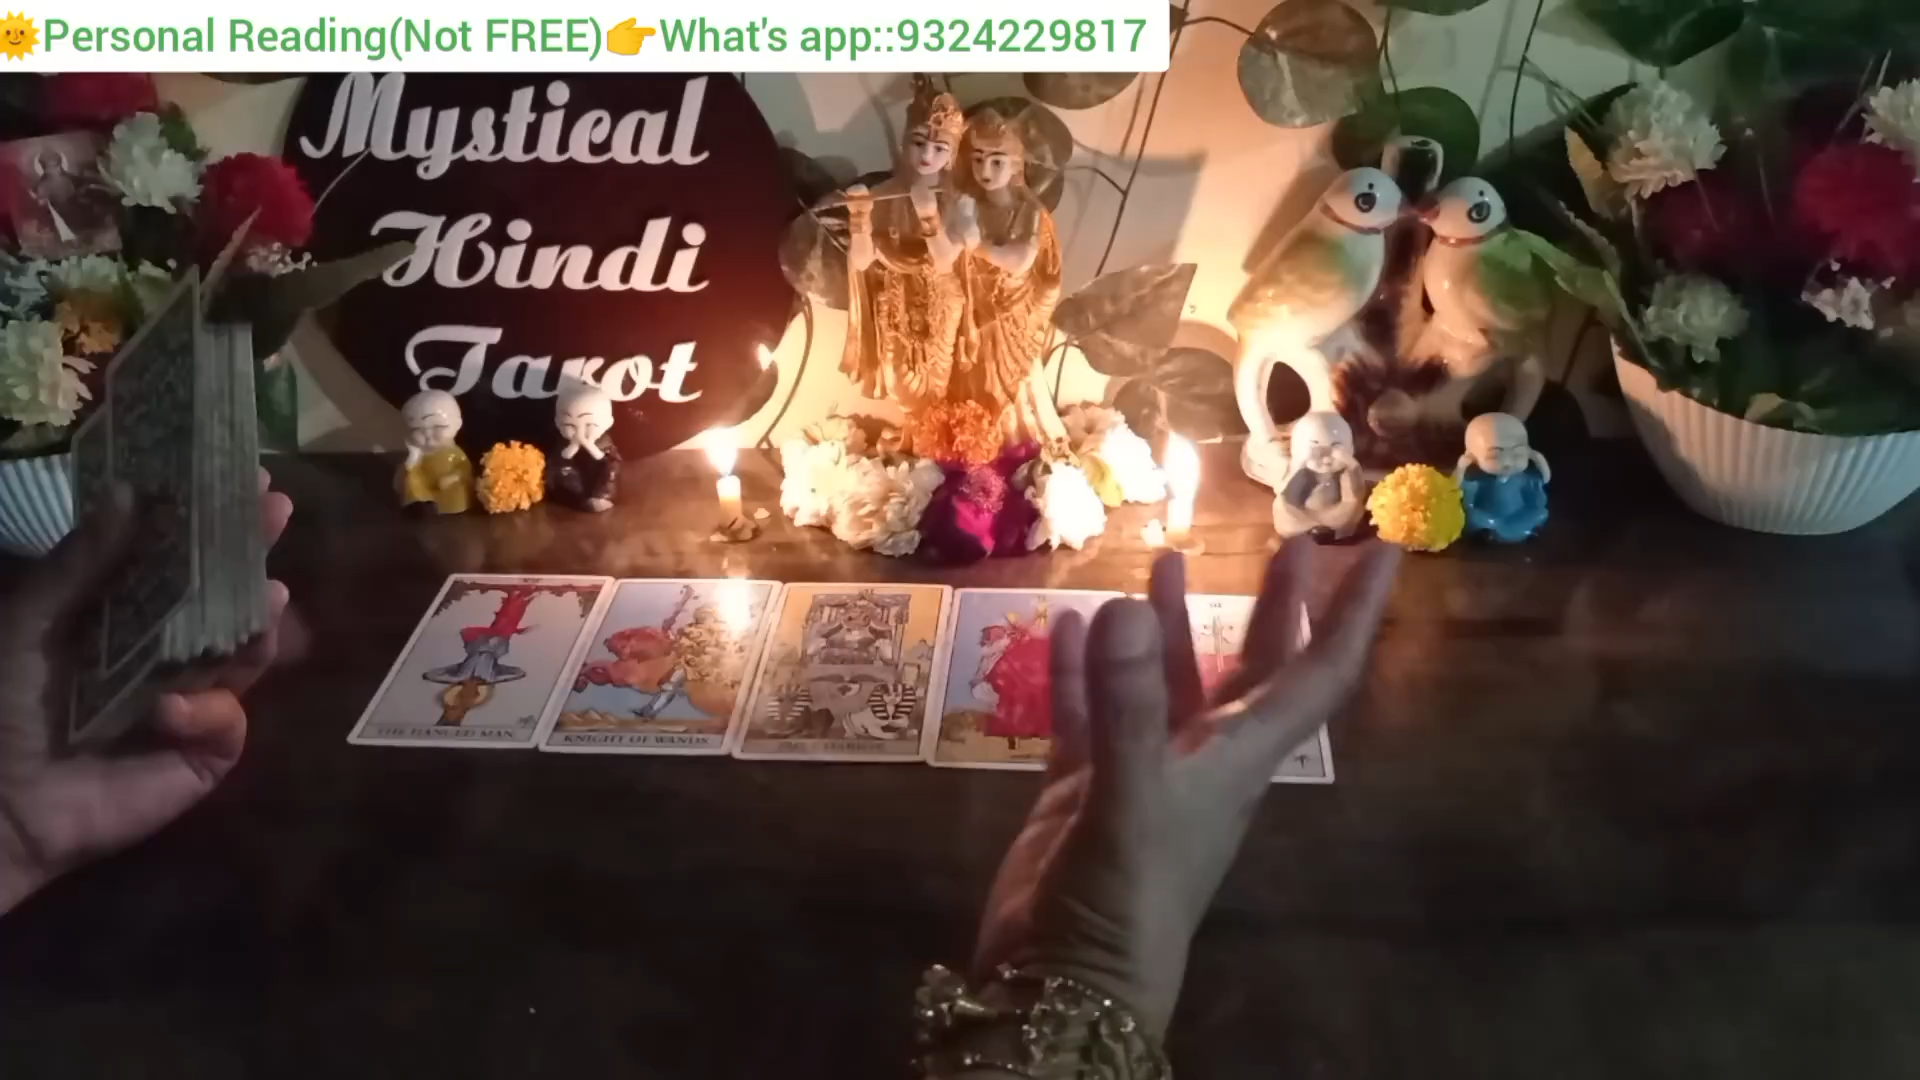 🌞Personal Reading(Not FREE)👉What's app::9324229817
Mystical
Hindi
Tarot
THE HANGED MAN
KNIGHT OF WANDS